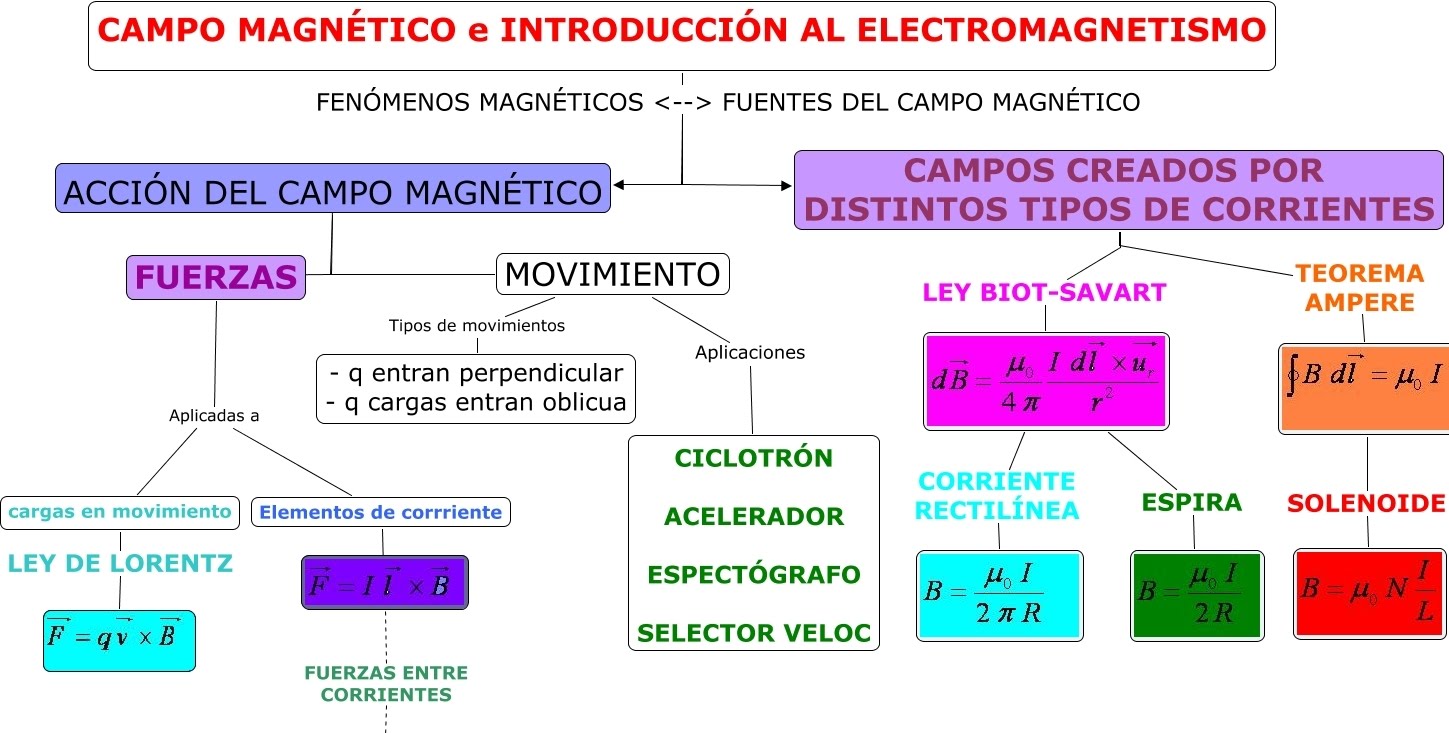 CAMPO MAGNÉTICO e INTRODUCCIÓN AL ELECTROMAGNETISMO
FENÓMENOS MAGNÉTICOS <--> FUENTES DEL CAMPO MAGNÉTICO
ACCIÓN DEL CAMPO MAGNÉTICO
CAMPOS CREADOS POR
DISTINTOS TIPOS DE CORRIENTES
FUERZAS
MOVIMIENTO
Tipos de movimientos
- q entran perpendicular
- q cargas entran oblicua
Aplicaciones
CICLOTRÓN
ACELERADOR
ESPECTÓGRAFO
SELECTOR VELOC
Aplicadas a
cargas en movimiento
LEY DE LORENTZ
$\vec{F} = q\vec{v} \times \vec{B}$
Elementos de corrriente
$\vec{F} = I\,\vec{l} \times \vec{B}$
FUERZAS ENTRE
CORRIENTES
LEY BIOT-SAVART
$d\vec{B} = \frac{\mu_0}{4\pi} \frac{I\,d\vec{l} \times \vec{u_r}}{r^2}$
CORRIENTE
RECTILÍNEA
$B = \frac{\mu_0 I}{2\pi R}$
ESPIRA
$B = \frac{\mu_0 I}{2R}$
TEOREMA
AMPERE
$\oint B\,d\vec{l} = \mu_0 I$
SOLENOIDE
$B = \mu_0 N \frac{I}{L}$